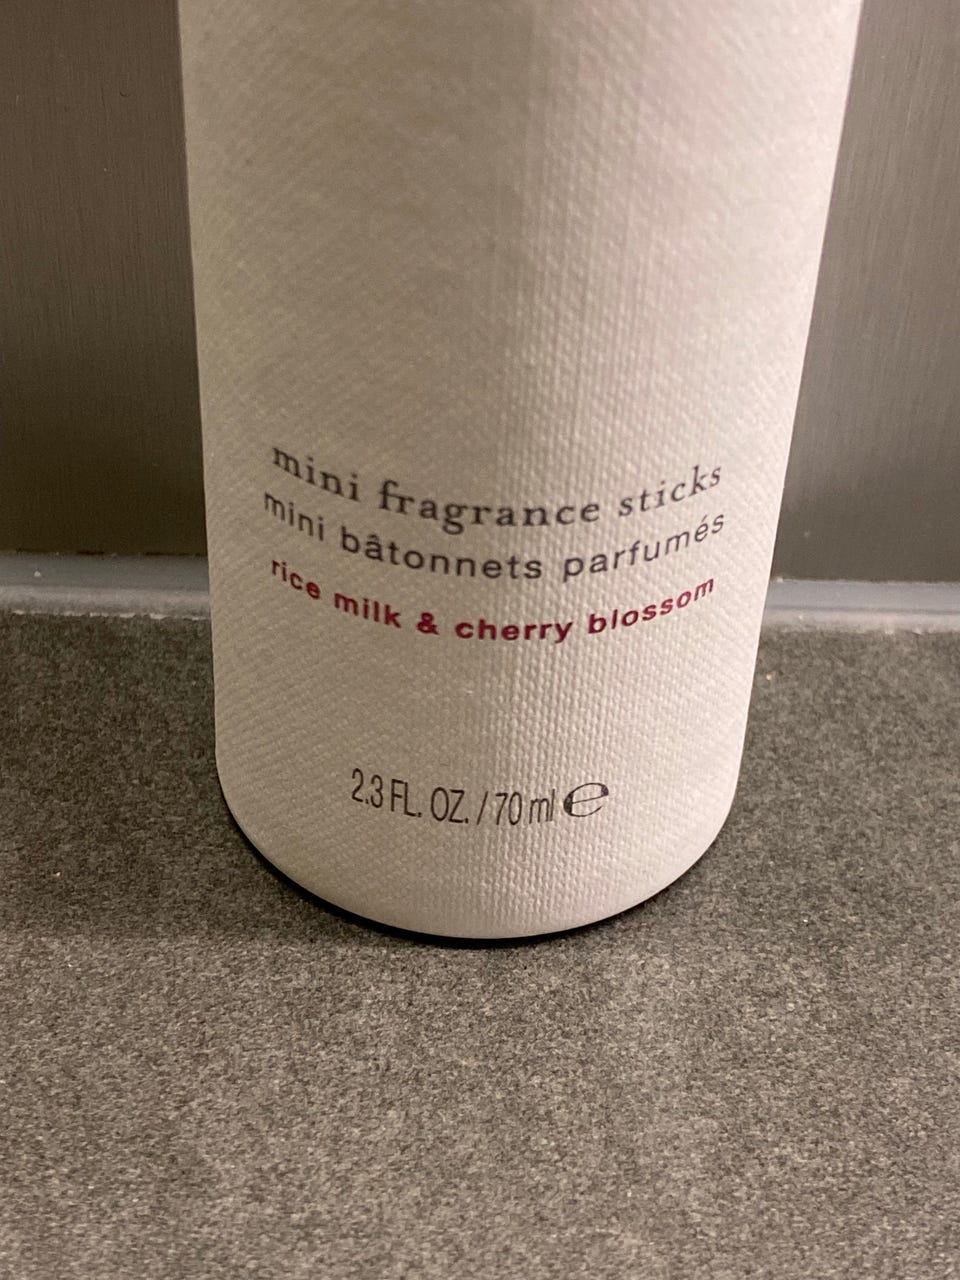 mini fragrance sticks
mini bâtonnets parfumés
rice milk & cherry blossom
2.3 FL. OZ. / 70 ml ℮